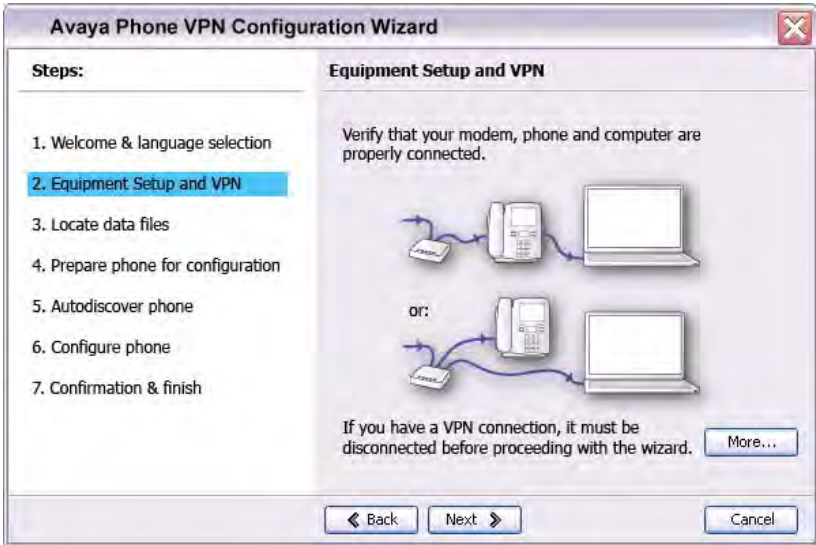 Avaya Phone VPN Configuration Wizard
Steps:
1. Welcome & language selection
2. Equipment Setup and VPN
3. Locate data files
4. Prepare phone for configuration
5. Autodiscover phone
6. Configure phone
7. Confirmation & finish
Equipment Setup and VPN
Verify that your modem, phone and computer are
properly connected.
or:
If you have a VPN connection, it must be
disconnected before proceeding with the wizard.
More...
Back
Next
Cancel